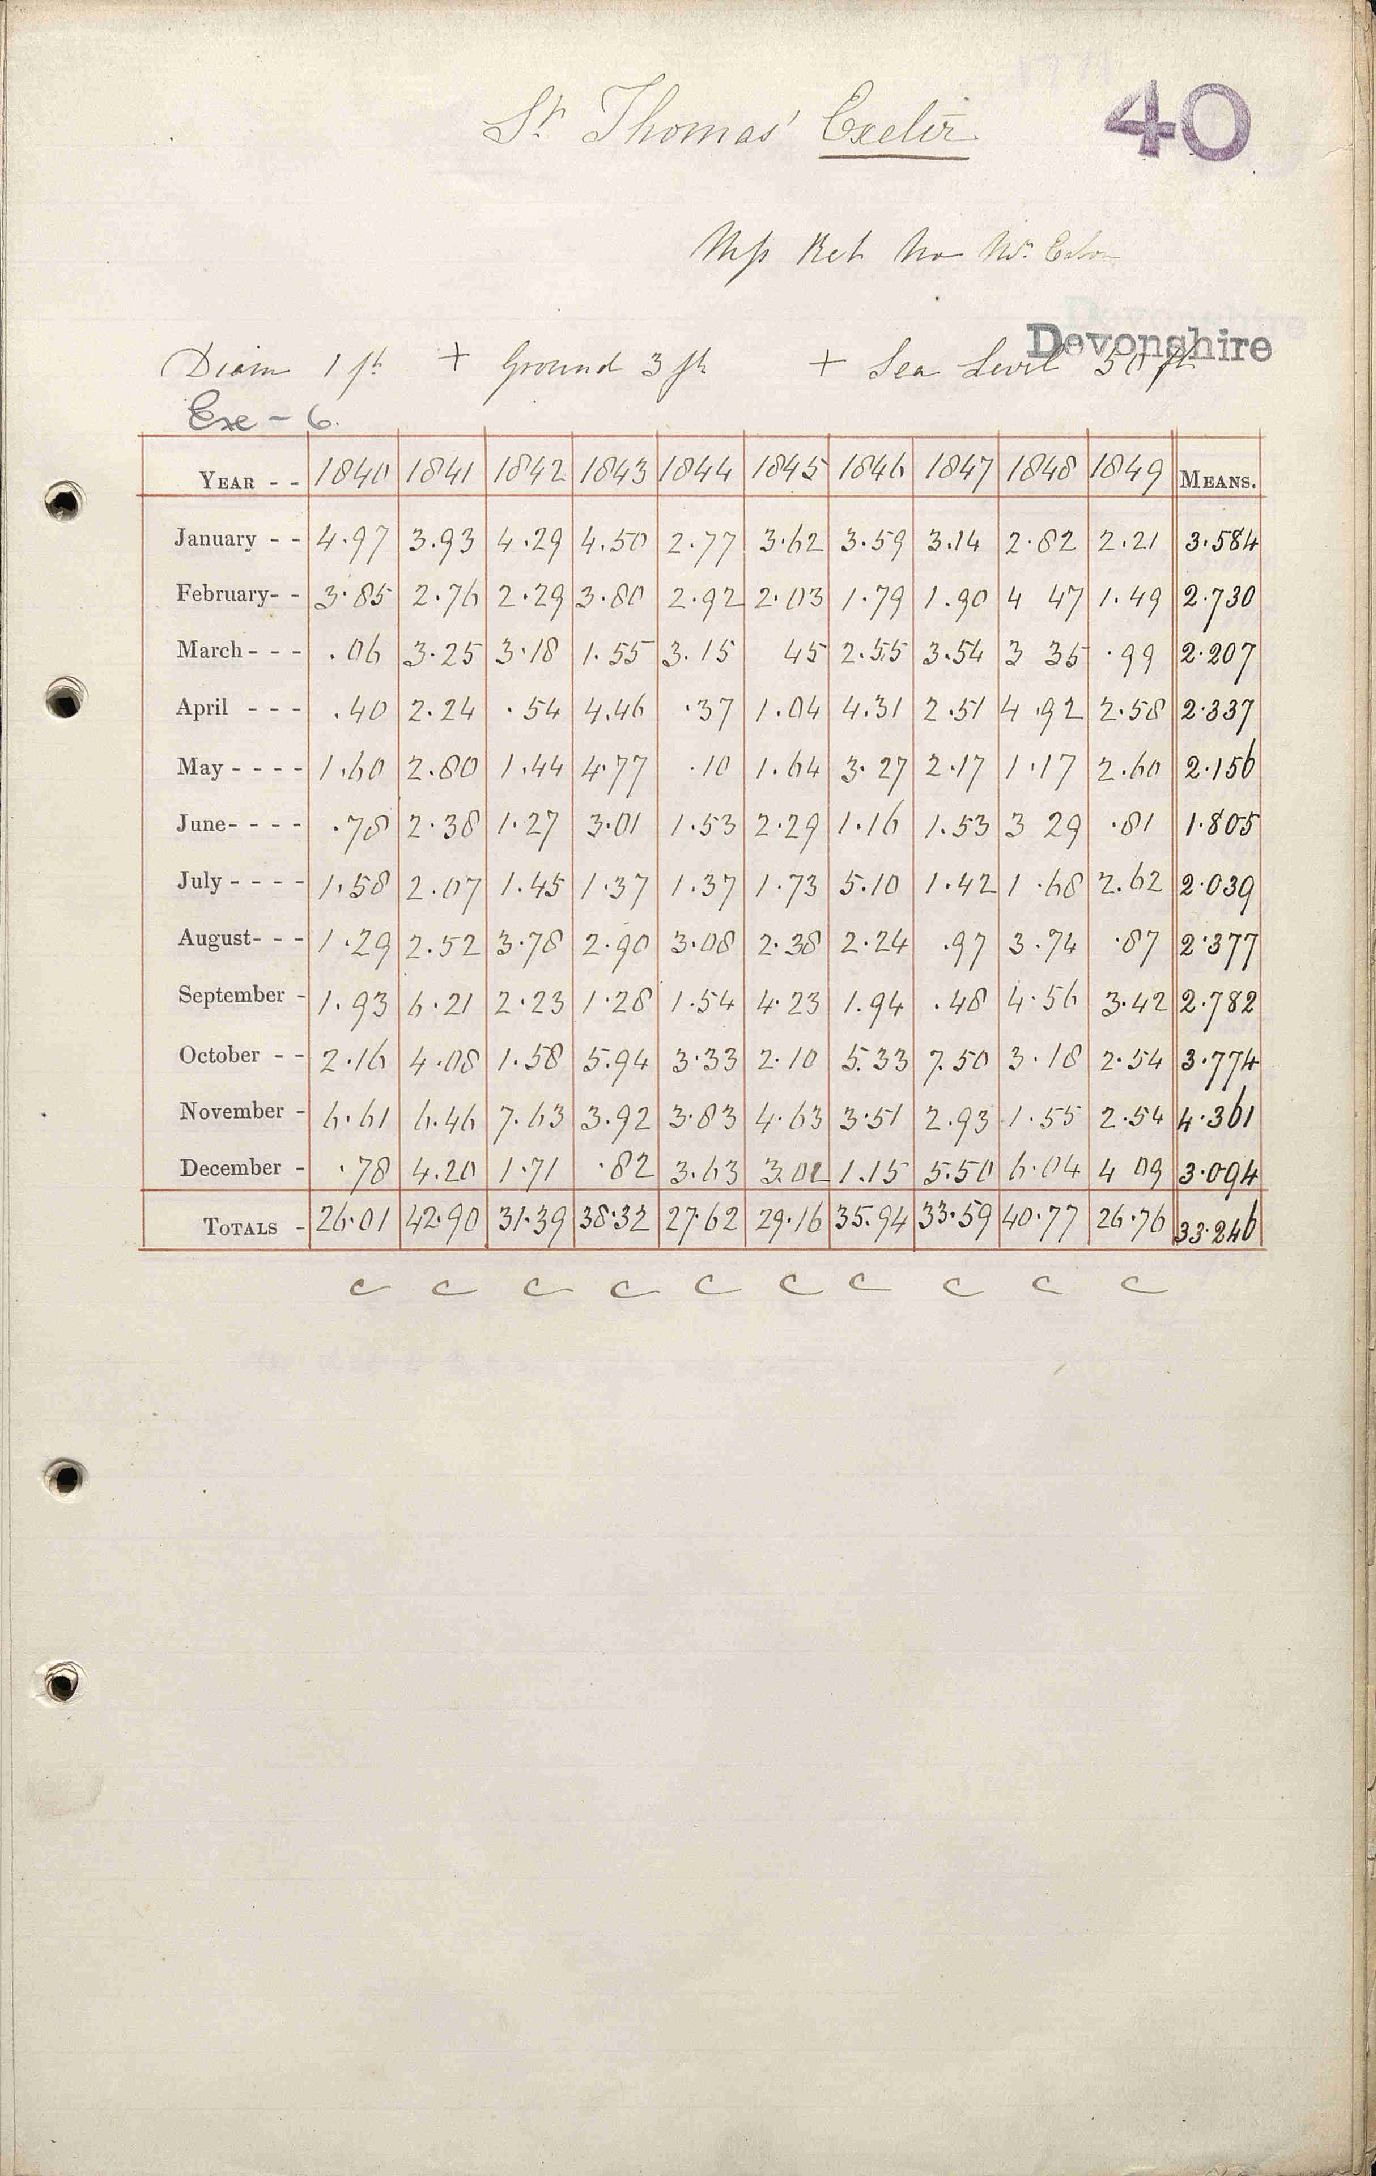 40
St Thomas' Exeter
Mss Ret
Devonshire
Diam 1 ft + Ground 3 ft + Sea Level 50 ft
Exe - 6.
YEAR - - 1840 1841 1842 1843 1844 1845 1846 1847 1848 1849 MEANS.
January - - 4.97 3.93 4.29 4.50 2.77 3.62 3.59 3.14 2.82 2.21 3.584
February- - 3.85 2.76 2.29 3.80 2.92 2.03 1.79 1.90 4 47 1.49 2.730
March - - - .06 3.25 3.18 1.55 3.15 45 2.55 3.54 3 35 .99 2.207
April - - - .40 2.24 .54 4.46 .37 1.04 4.31 2.51 4.92 2.58 2.337
May - - - - 1.60 2.80 1.44 4.77 .10 1.64 3.27 2.17 1.17 2.60 2.156
June- - - - .78 2.38 1.27 3.01 1.53 2.29 1.16 1.53 3 29 .81 1.805
July - - - - 1.58 2.07 1.45 1.37 1.37 1.73 5.10 1.42 1.68 2.62 2.039
August- - - 1.29 2.52 3.78 2.90 3.08 2.38 2.24 .97 3.74 .87 2.377
September - 1.93 6.21 2.23 1.28 1.54 4.23 1.94 .48 4.56 3.42 2.782
October - - 2.16 4.08 1.58 5.94 3.33 2.10 5.33 7.50 3.18 2.54 3.774
November - 6.61 6.46 7.63 3.92 3.83 4.63 3.51 2.93 1.55 2.54 4.361
December - .78 4.20 1.71 .82 3.63 3.01 1.15 5.50 6.04 4 09 3.094
TOTALS - 26.01 42.90 31.39 38.32 27.62 29.16 35.94 33.59 40.77 26.76 33.246
c c c c c c c c c c